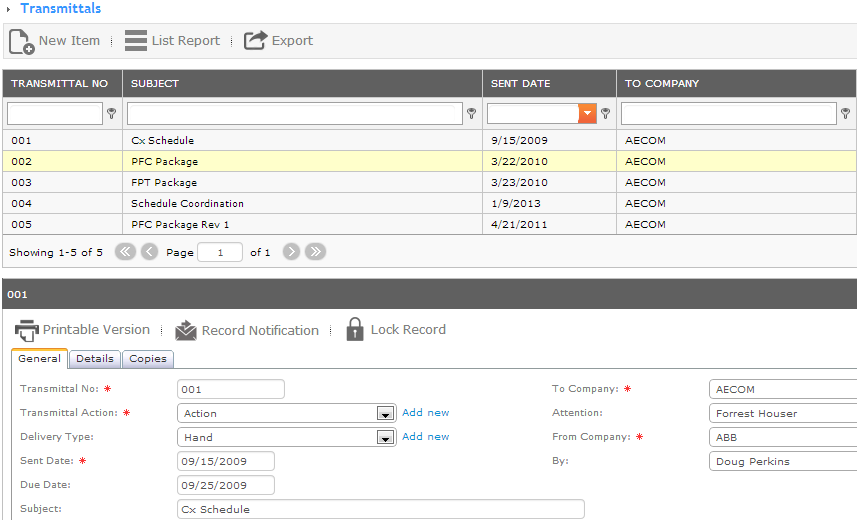 Transmittals
New Item List Report Export
TRANSMITTAL NO SUBJECT SENT DATE TO COMPANY
001 Cx Schedule 9/15/2009 AECOM
002 PFC Package 3/22/2010 AECOM
003 FPT Package 3/23/2010 AECOM
004 Schedule Coordination 1/9/2013 AECOM
005 PFC Package Rev 1 4/21/2011 AECOM
Showing 1-5 of 5 Page 1 of 1
001
Printable Version Record Notification Lock Record
General Details Copies
Transmittal No: * 001 To Company: * AECOM
Transmittal Action: * Action Add new Attention: Forrest Houser
Delivery Type: Hand Add new From Company: * ABB
Sent Date: * 09/15/2009 By: Doug Perkins
Due Date: 09/25/2009
Subject: Cx Schedule